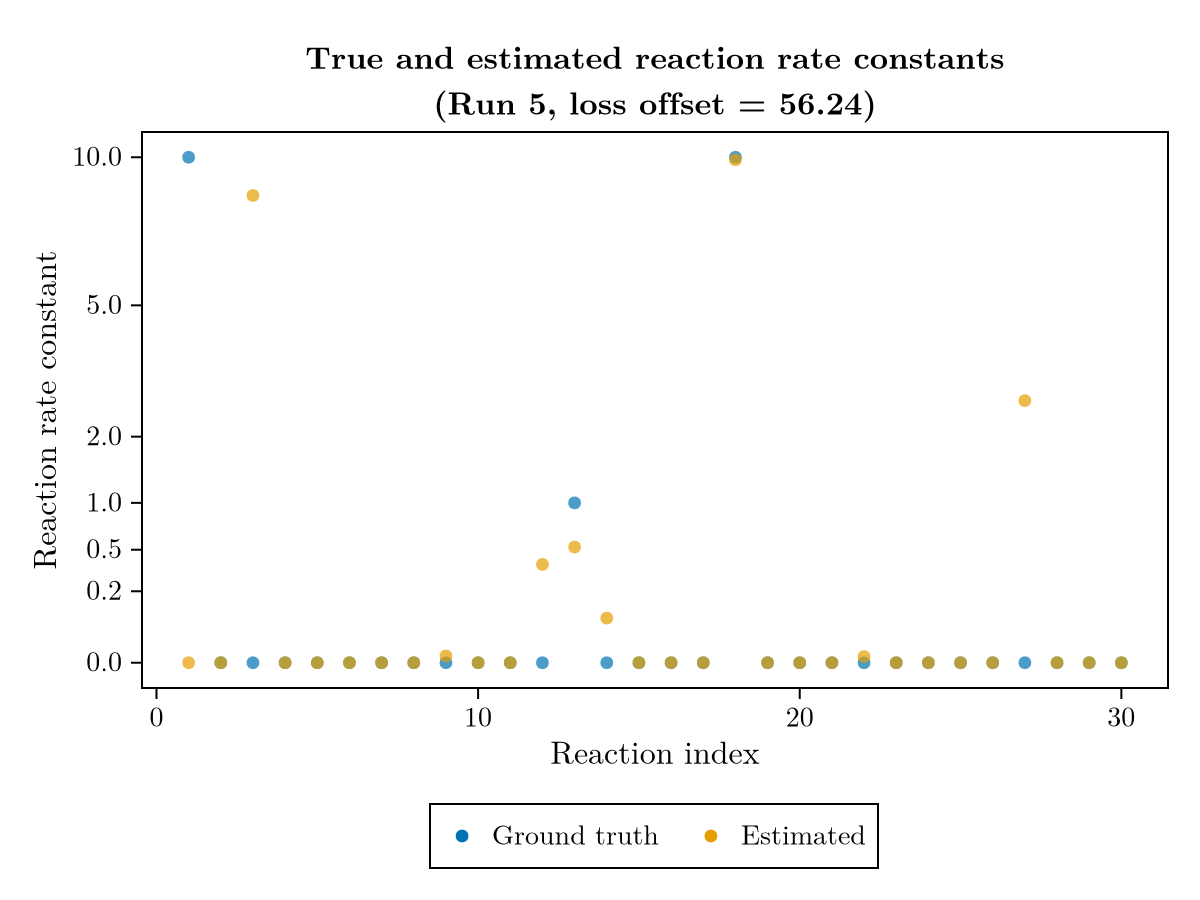 True and estimated reaction rate constants
(Run 5, loss offset = 56.24)
Reaction rate constant
10.0
5.0
2.0
1.0
0.5
0.2
0.0
0 10 20 30
Reaction index
Ground truth Estimated